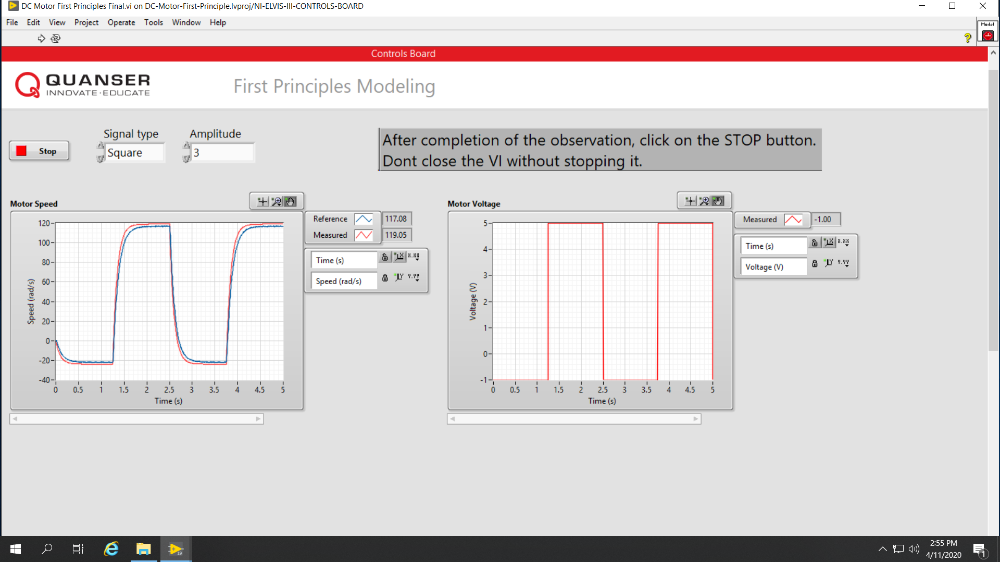 DC Motor First Principles Final.vi on DC-Motor-First-Principle.lvproj/NI-ELVIS-III-CONTROLS-BOARD
File Edit View Project Operate Tools Window Help
Model
Controls Board
QUANSER
INNOVATE·EDUCATE
First Principles Modeling
Stop
Signal type
Square
Amplitude
3
After completion of the observation, click on the STOP button.
Dont close the VI without stopping it.
Motor Speed
Reference 117.08
Measured 119.05
Time (s)
Speed (rad/s)
120
100
80
60
40
20
0
-20
-40
Speed (rad/s)
0 0.5 1 1.5 2 2.5 3 3.5 4 4.5 5
Time (s)
Motor Voltage
Measured -1.00
Time (s)
Voltage (V)
5
4
3
2
1
0
-1
Voltage (V)
0 0.5 1 1.5 2 2.5 3 3.5 4 4.5 5
Time (s)
19
2:55 PM
4/11/2020
1